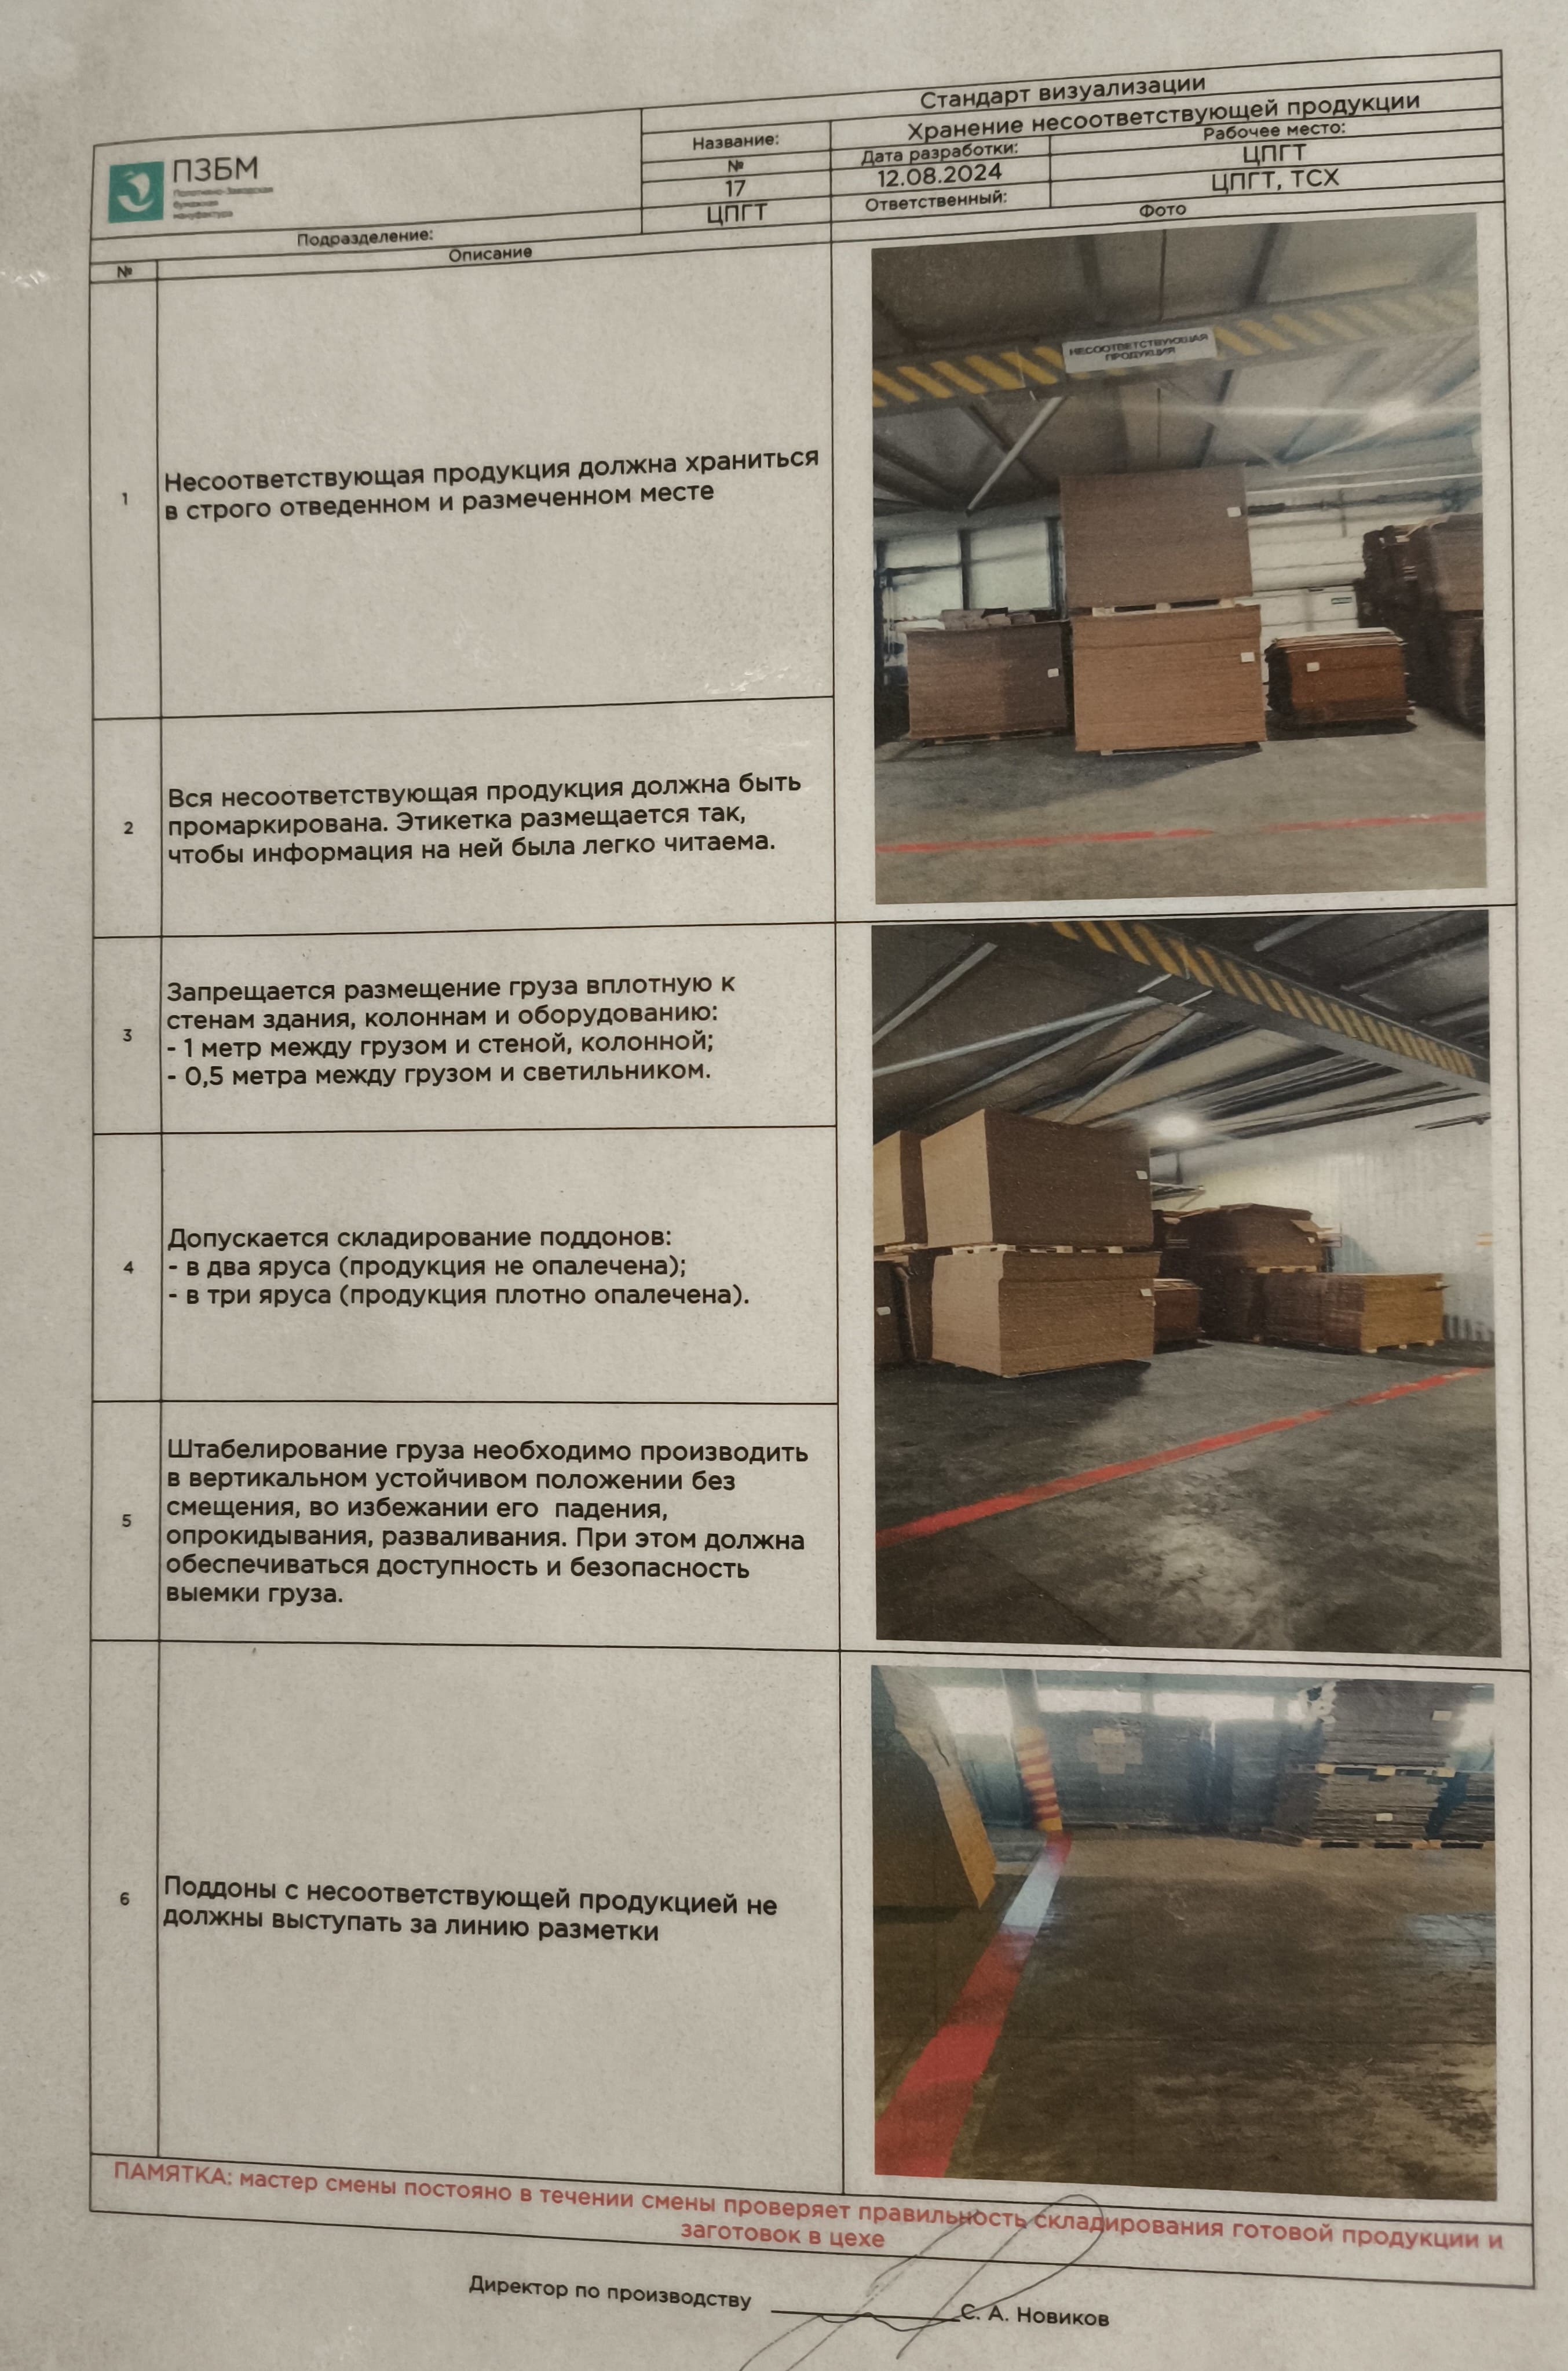 Стандарт визуализации
Название:
Хранение несоответствующей продукции
№
Дата разработки:
Рабочее место:
17
12.08.2024
ЦПГТ
ПЗБМ
Полотняно-Заводская
бумажная
мануфактура
Подразделение:
ЦПГТ
Ответственный:
ЦПГТ, ТСХ
№
Описание
Фото
1
Несоответствующая продукция должна храниться
в строго отведенном и размеченном месте
НЕСООТВЕТСТВУЮЩАЯ
ПРОДУКЦИЯ
2
Вся несоответствующая продукция должна быть
промаркирована. Этикетка размещается так,
чтобы информация на ней была легко читаема.
3
Запрещается размещение груза вплотную к
стенам здания, колоннам и оборудованию:
- 1 метр между грузом и стеной, колонной;
- 0,5 метра между грузом и светильником.
4
Допускается складирование поддонов:
- в два яруса (продукция не опалечена);
- в три яруса (продукция плотно опалечена).
5
Штабелирование груза необходимо производить
в вертикальном устойчивом положении без
смещения, во избежании его падения,
опрокидывания, разваливания. При этом должна
обеспечиваться доступность и безопасность
выемки груза.
6
Поддоны с несоответствующей продукцией не
должны выступать за линию разметки
ПАМЯТКА: мастер смены постояно в течении смены проверяет правильность складирования готовой продукции и
заготовок в цехе
Директор по производству
С. А. Новиков